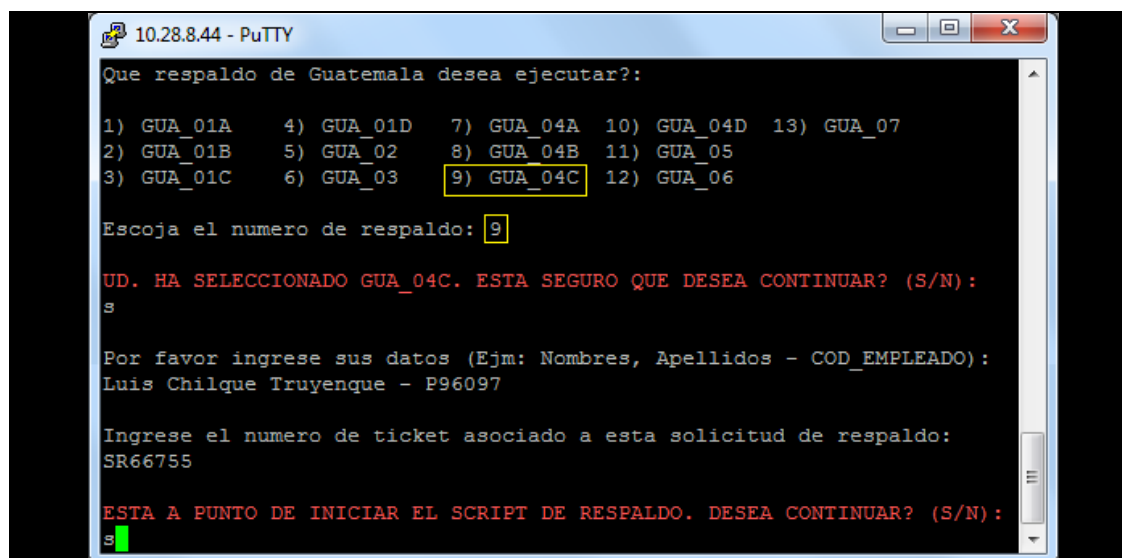 10.28.8.44 - PuTTY
Que respaldo de Guatemala desea ejecutar?:
1) GUA_01A 4) GUA_01D 7) GUA_04A 10) GUA_04D 13) GUA_07
2) GUA_01B 5) GUA_02 8) GUA_04B 11) GUA_05
3) GUA_01C 6) GUA_03 9) GUA_04C 12) GUA_06
Escoja el numero de respaldo: 9
UD. HA SELECCIONADO GUA_04C. ESTA SEGURO QUE DESEA CONTINUAR? (S/N):
s
Por favor ingrese sus datos (Ejm: Nombres, Apellidos - COD_EMPLEADO):
Luis Chilque Truyenque - P96097
Ingrese el numero de ticket asociado a esta solicitud de respaldo:
SR66755
ESTA A PUNTO DE INICIAR EL SCRIPT DE RESPALDO. DESEA CONTINUAR? (S/N):
s